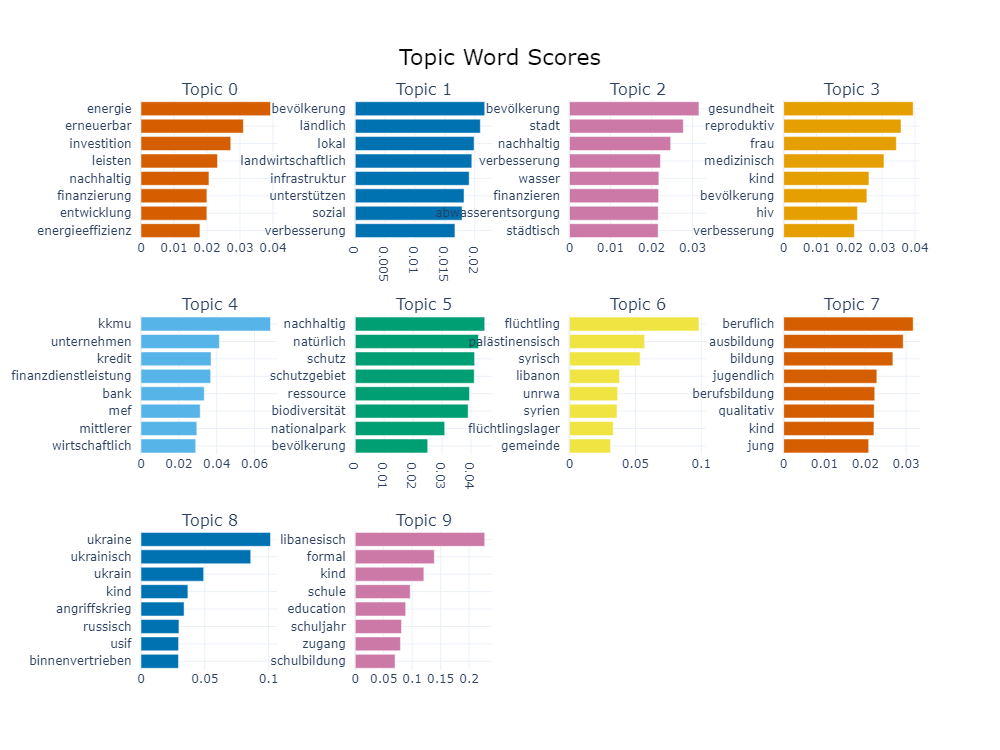 Topic Word Scores
Topic 0
energie
erneuerbar
investition
leisten
nachhaltig
finanzierung
entwicklung
energieeffizienz
0 0.01 0.02 0.03 0.04
Topic 1
bevölkerung
ländlich
lokal
landwirtschaftlich
infrastruktur
unterstützen
sozial
verbesserung
0 0.005 0.01 0.015 0.02
Topic 2
bevölkerung
stadt
nachhaltig
verbesserung
wasser
finanzieren
abwasserentsorgung
städtisch
0 0.01 0.02 0.03
Topic 3
gesundheit
reproduktiv
frau
medizinisch
kind
bevölkerung
hiv
verbesserung
0 0.01 0.02 0.03 0.04
Topic 4
kkmu
unternehmen
kredit
finanzdienstleistung
bank
mef
mittlerer
wirtschaftlich
0 0.02 0.04 0.06
Topic 5
nachhaltig
natürlich
schutz
schutzgebiet
ressource
biodiversität
nationalpark
bevölkerung
0 0.01 0.02 0.03 0.04
Topic 6
flüchtling
palästinensisch
syrisch
libanon
unrwa
syrien
flüchtlingslager
gemeinde
0 0.05 0.1
Topic 7
beruflich
ausbildung
bildung
jugendlich
berufsbildung
qualitativ
kind
jung
0 0.01 0.02 0.03
Topic 8
ukraine
ukrainisch
ukrain
kind
angriffskrieg
russisch
usif
binnenvertrieben
0 0.05 0.1
Topic 9
libanesisch
formal
kind
schule
education
schuljahr
zugang
schulbildung
0 0.05 0.1 0.15 0.2